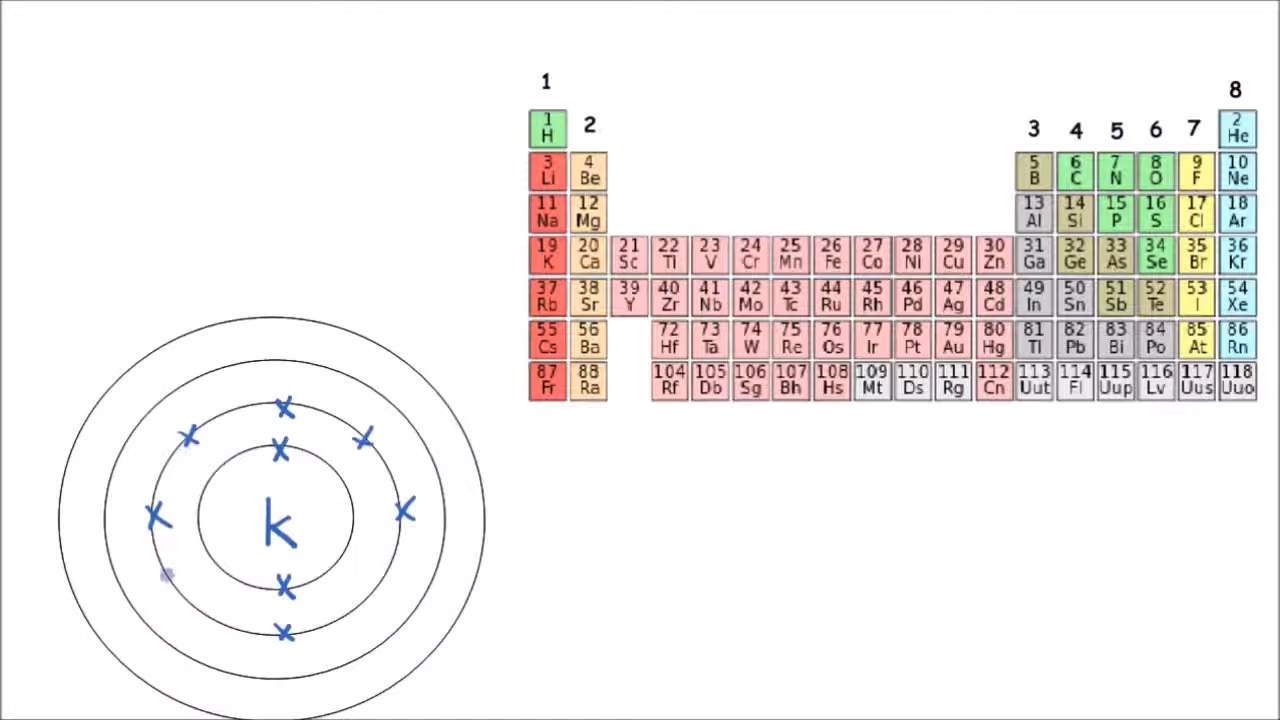 1 8
2 3 4 5 6 7
1 2
H He
3 4 5 6 7 8 9 10
Li Be B C N O F Ne
11 12 13 14 15 16 17 18
Na Mg Al Si P S Cl Ar
19 20 21 22 23 24 25 26 27 28 29 30 31 32 33 34 35 36
K Ca Sc Ti V Cr Mn Fe Co Ni Cu Zn Ga Ge As Se Br Kr
37 38 39 40 41 42 43 44 45 46 47 48 49 50 51 52 53 54
Rb Sr Y Zr Nb Mo Tc Ru Rh Pd Ag Cd In Sn Sb Te I Xe
55 56 72 73 74 75 76 77 78 79 80 81 82 83 84 85 86
Cs Ba Hf Ta W Re Os Ir Pt Au Hg Tl Pb Bi Po At Rn
87 88 104 105 106 107 108 109 110 111 112 113 114 115 116 117 118
Fr Ra Rf Db Sg Bh Hs Mt Ds Rg Cn Uut Fl Uup Lv Uus Uuo
k